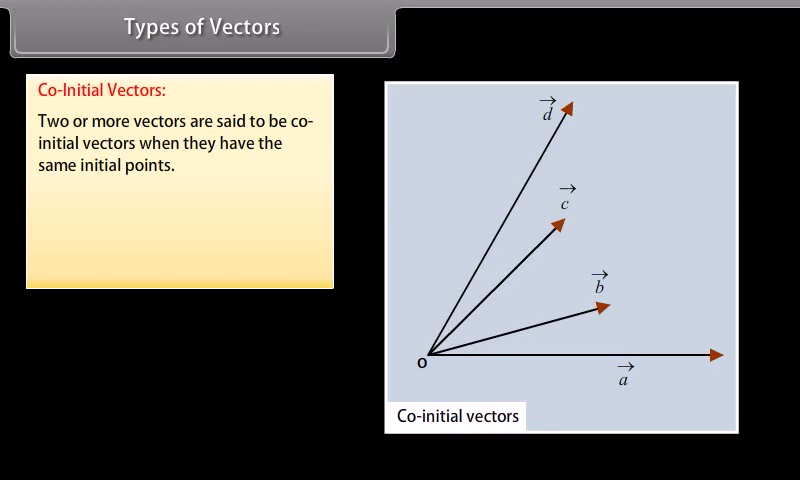 Types of Vectors
Co-Initial Vectors:
Two or more vectors are said to be co-
initial vectors when they have the
same initial points.
d
c
b
O
a
Co-initial vectors